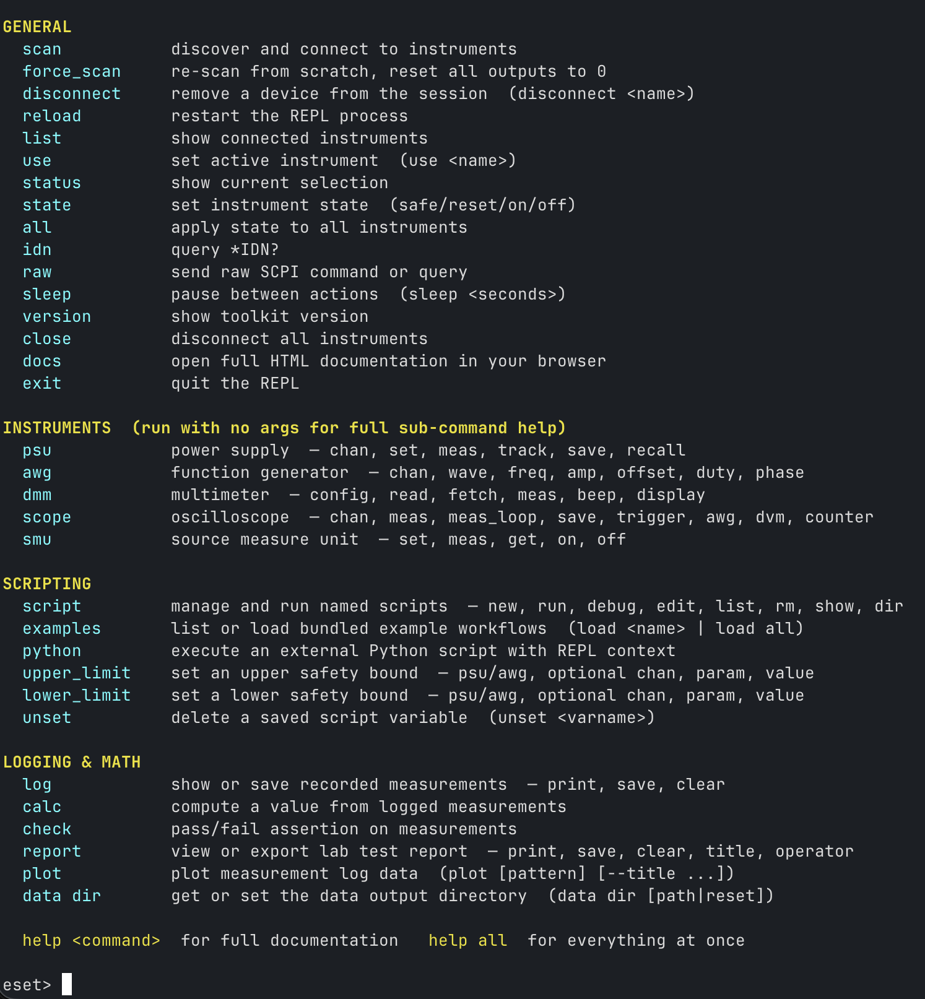 GENERAL
  scan           discover and connect to instruments
  force_scan     re-scan from scratch, reset all outputs to 0
  disconnect     remove a device from the session  (disconnect <name>)
  reload         restart the REPL process
  list           show connected instruments
  use            set active instrument  (use <name>)
  status         show current selection
  state          set instrument state  (safe/reset/on/off)
  all            apply state to all instruments
  idn            query *IDN?
  raw            send raw SCPI command or query
  sleep          pause between actions  (sleep <seconds>)
  version        show toolkit version
  close          disconnect all instruments
  docs           open full HTML documentation in your browser
  exit           quit the REPL

INSTRUMENTS  (run with no args for full sub-command help)
  psu            power supply  — chan, set, meas, track, save, recall
  awg            function generator  — chan, wave, freq, amp, offset, duty, phase
  dmm            multimeter  — config, read, fetch, meas, beep, display
  scope          oscilloscope  — chan, meas, meas_loop, save, trigger, awg, dvm, counter
  smu            source measure unit  — set, meas, get, on, off

SCRIPTING
  script         manage and run named scripts  — new, run, debug, edit, list, rm, show, dir
  examples       list or load bundled example workflows  (load <name> | load all)
  python         execute an external Python script with REPL context
  upper_limit    set an upper safety bound  — psu/awg, optional chan, param, value
  lower_limit    set a lower safety bound  — psu/awg, optional chan, param, value
  unset          delete a saved script variable  (unset <varname>)

LOGGING & MATH
  log            show or save recorded measurements  — print, save, clear
  calc           compute a value from logged measurements
  check          pass/fail assertion on measurements
  report         view or export lab test report  — print, save, clear, title, operator
  plot           plot measurement log data  (plot [pattern] [--title ...])
  data dir       get or set the data output directory  (data dir [path|reset])

  help <command>  for full documentation   help all  for everything at once

eset>